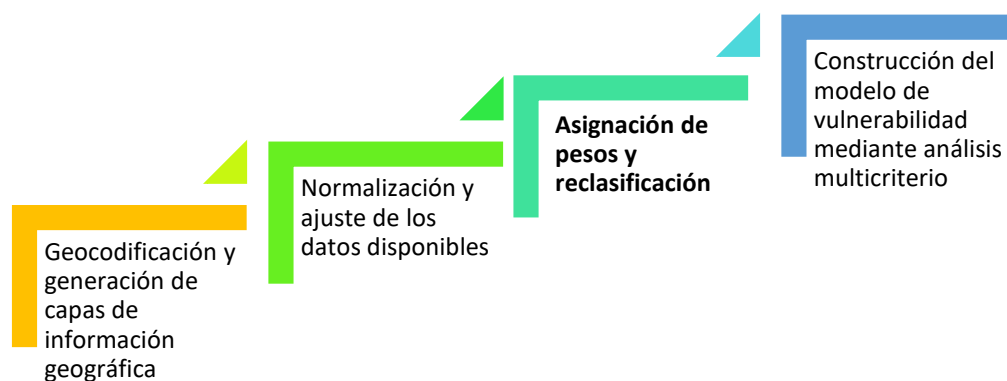 Geocodificación y
generación de
capas de
información
geográfica
Normalización y
ajuste de los
datos disponibles
Asignación de
pesos y
reclasificación
Construcción del
modelo de
vulnerabilidad
mediante análisis
multicriterio